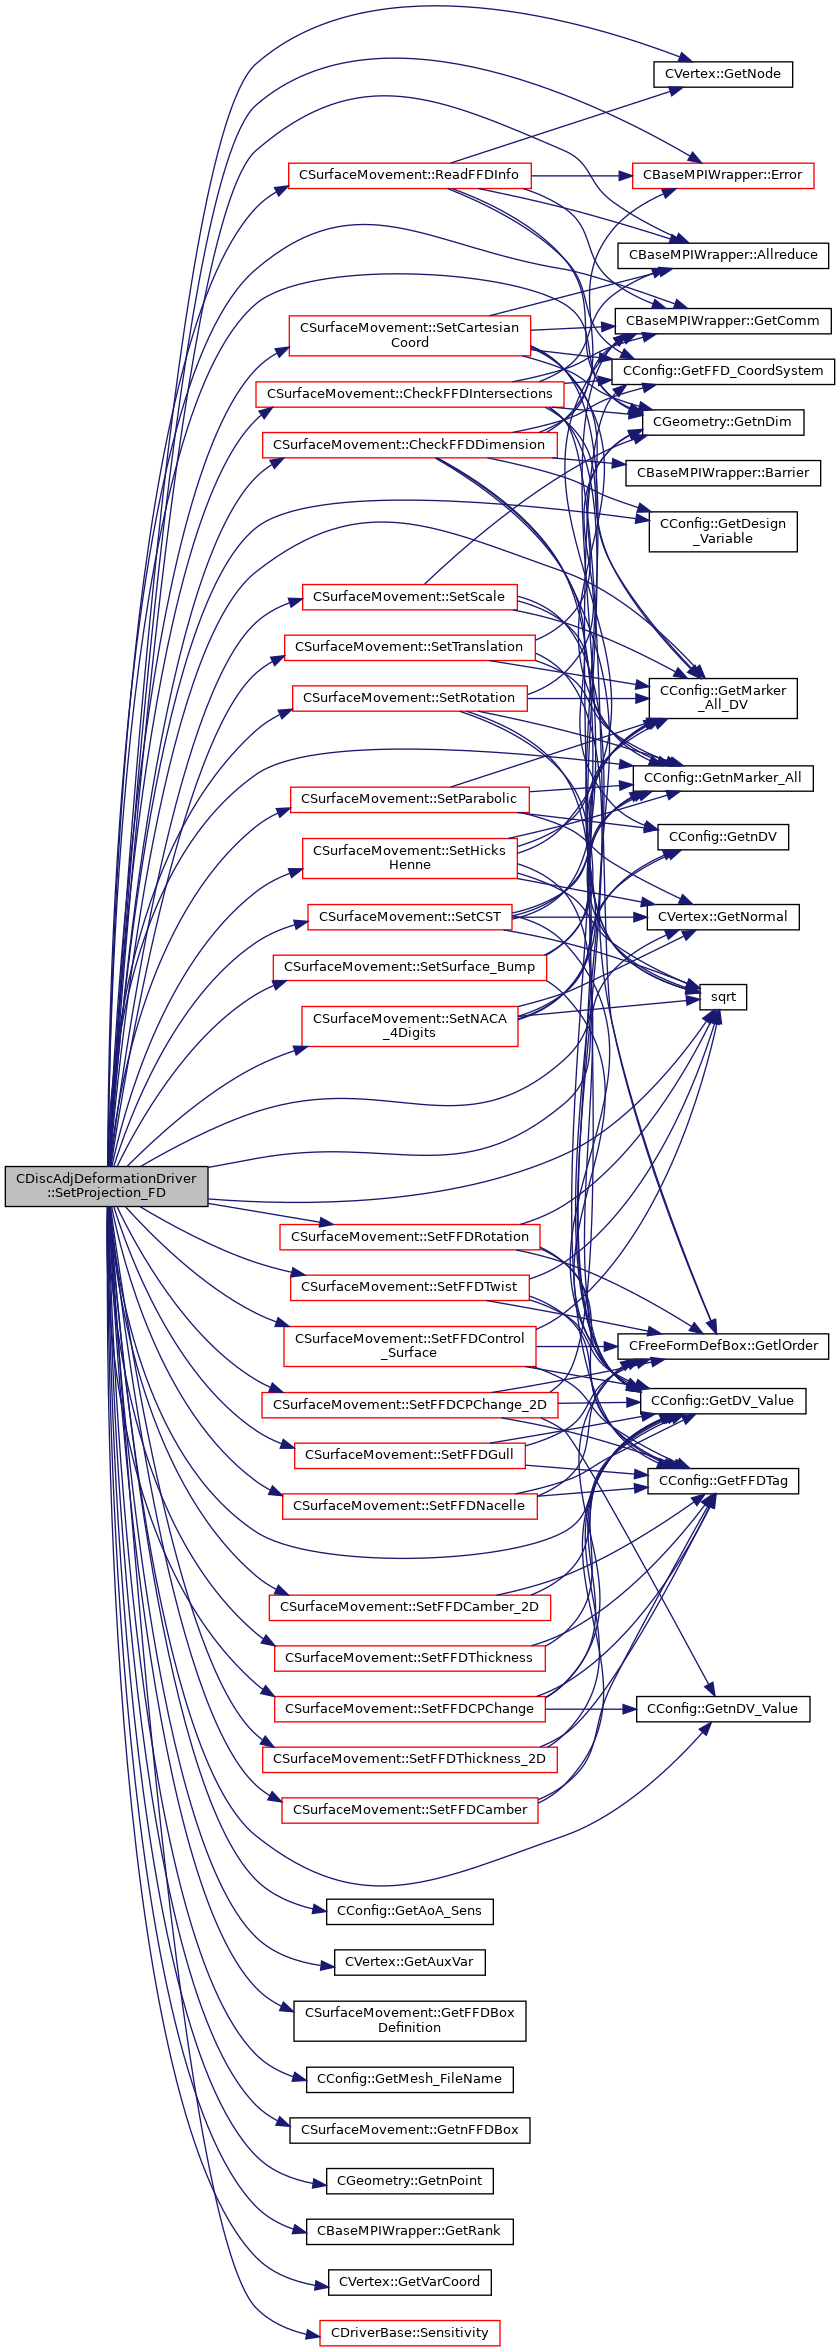 CVertex::GetNode
CSurfaceMovement::ReadFFDInfo
CBaseMPIWrapper::Error
CBaseMPIWrapper::Allreduce
CSurfaceMovement::SetCartesian
Coord
CBaseMPIWrapper::GetComm
CConfig::GetFFD_CoordSystem
CSurfaceMovement::CheckFFDIntersections
CGeometry::GetnDim
CSurfaceMovement::CheckFFDDimension
CBaseMPIWrapper::Barrier
CConfig::GetDesign
_Variable
CSurfaceMovement::SetScale
CSurfaceMovement::SetTranslation
CSurfaceMovement::SetRotation
CConfig::GetMarker
_All_DV
CConfig::GetnMarker_All
CSurfaceMovement::SetParabolic
CConfig::GetnDV
CSurfaceMovement::SetHicks
Henne
CSurfaceMovement::SetCST
CVertex::GetNormal
CSurfaceMovement::SetSurface_Bump
sqrt
CSurfaceMovement::SetNACA
_4Digits
CDiscAdjDeformationDriver
::SetProjection_FD
CSurfaceMovement::SetFFDRotation
CSurfaceMovement::SetFFDTwist
CSurfaceMovement::SetFFDControl
_Surface
CFreeFormDefBox::GetlOrder
CSurfaceMovement::SetFFDCPChange_2D
CConfig::GetDV_Value
CSurfaceMovement::SetFFDGull
CConfig::GetFFDTag
CSurfaceMovement::SetFFDNacelle
CSurfaceMovement::SetFFDCamber_2D
CSurfaceMovement::SetFFDThickness
CSurfaceMovement::SetFFDCPChange
CConfig::GetnDV_Value
CSurfaceMovement::SetFFDThickness_2D
CSurfaceMovement::SetFFDCamber
CConfig::GetAoA_Sens
CVertex::GetAuxVar
CSurfaceMovement::GetFFDBox
Definition
CConfig::GetMesh_FileName
CSurfaceMovement::GetnFFDBox
CGeometry::GetnPoint
CBaseMPIWrapper::GetRank
CVertex::GetVarCoord
CDriverBase::Sensitivity